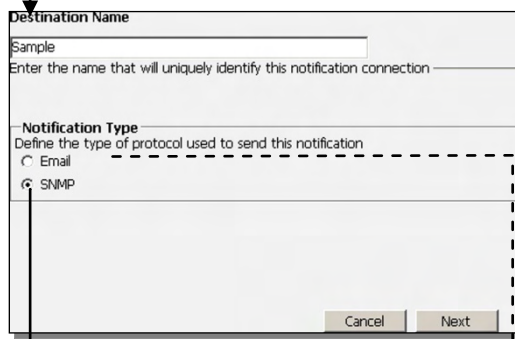 Destination Name
Sample
Enter the name that will uniquely identify this notification connection
Notification Type
Define the type of protocol used to send this notification
Email
SNMP
Cancel Next